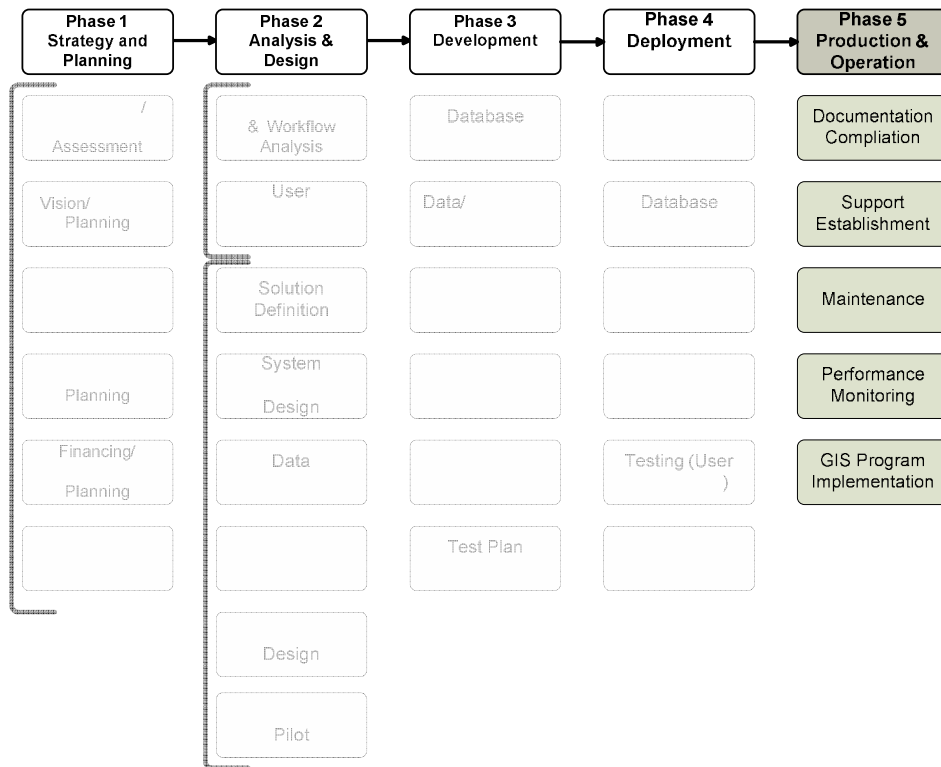 Phase 1
Strategy and
Planning
Phase 2
Analysis &
Design
Phase 3
Development
Phase 4
Deployment
Phase 5
Production &
Operation
/
Assessment
Vision/
Planning
Planning
Financing/
Planning
& Workflow
Analysis
User
Solution
Definition
System
Design
Data
Design
Pilot
Database
Data/
Test Plan
Database
Testing (User
)
Documentation
Compliation
Support
Establishment
Maintenance
Performance
Monitoring
GIS Program
Implementation